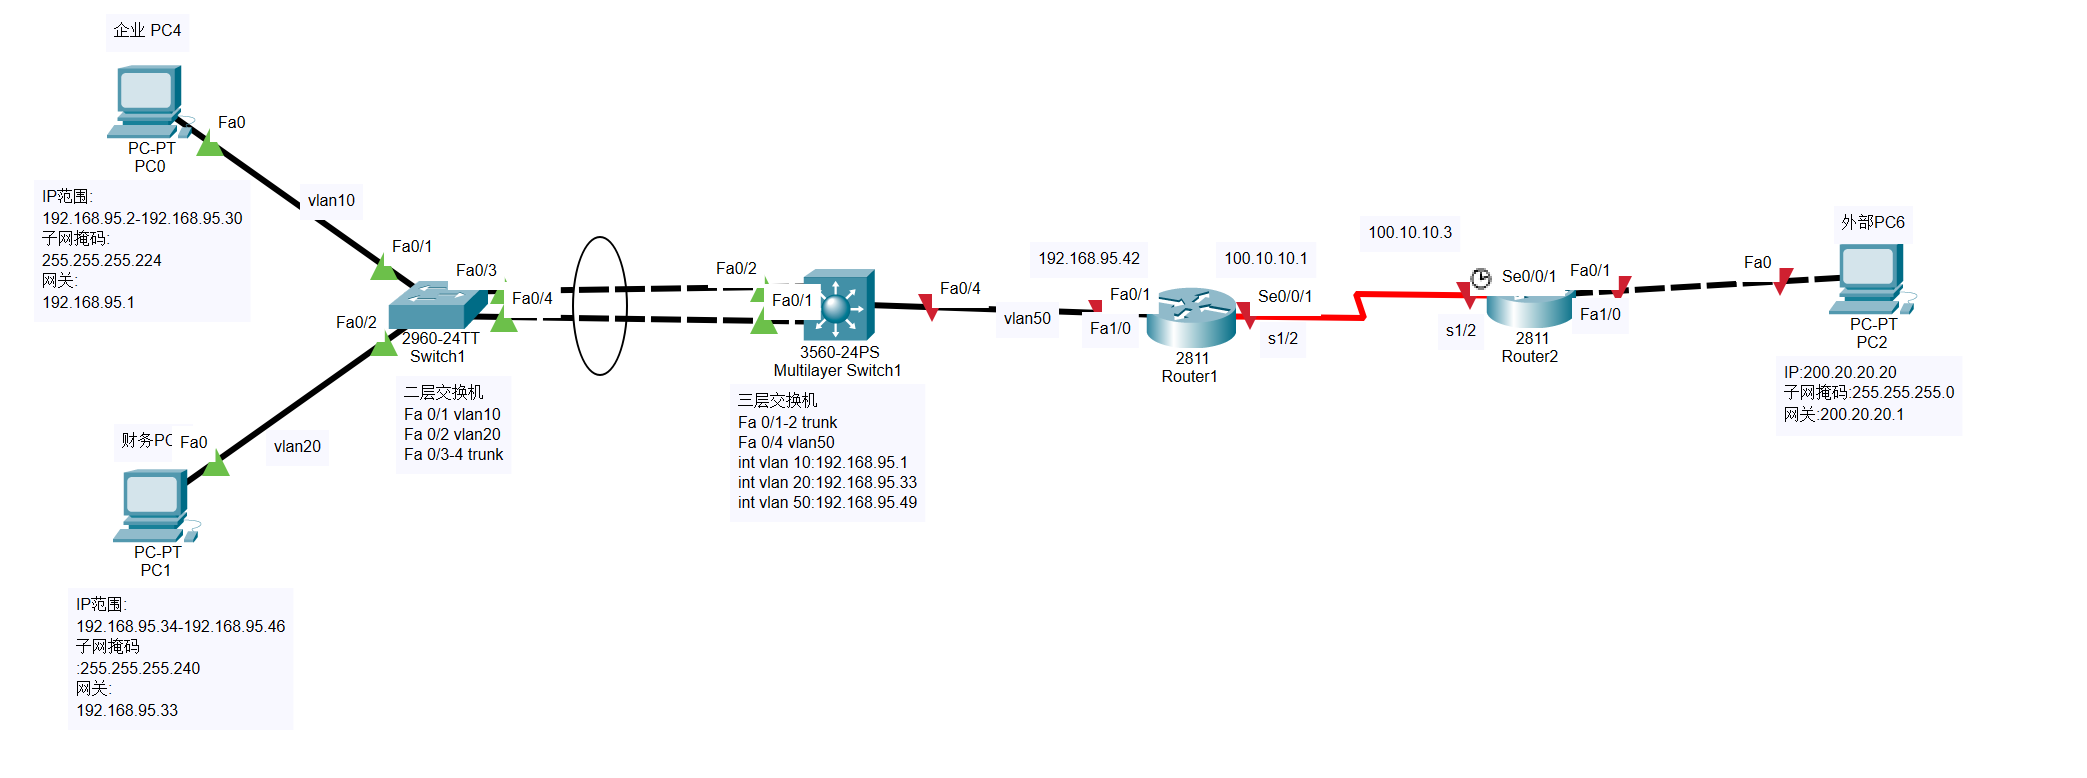 企业 PC4
Fa0
PC-PT
PC0
IP范围:
192.168.95.2-192.168.95.30
子网掩码:
255.255.255.224
网关:
192.168.95.1
vlan10
Fa0/1
Fa0/3
Fa0/4
Fa0/2
2960-24TT
Switch1
二层交换机
Fa 0/1 vlan10
Fa 0/2 vlan20
Fa 0/3-4 trunk
财务PC
Fa0
vlan20
PC-PT
PC1
IP范围:
192.168.95.34-192.168.95.46
子网掩码
:255.255.255.240
网关:
192.168.95.33
Fa0/2
Fa0/1
Fa0/4
3560-24PS
Multilayer Switch1
三层交换机
Fa 0/1-2 trunk
Fa 0/4 vlan50
int vlan 10:192.168.95.1
int vlan 20:192.168.95.33
int vlan 50:192.168.95.49
vlan50
192.168.95.42
Fa0/1
Fa1/0
100.10.10.1
Se0/0/1
s1/2
2811
Router1
100.10.10.3
Se0/0/1
s1/2
Fa0/1
Fa1/0
2811
Router2
外部PC6
Fa0
PC-PT
PC2
IP:200.20.20.20
子网掩码:255.255.255.0
网关:200.20.20.1